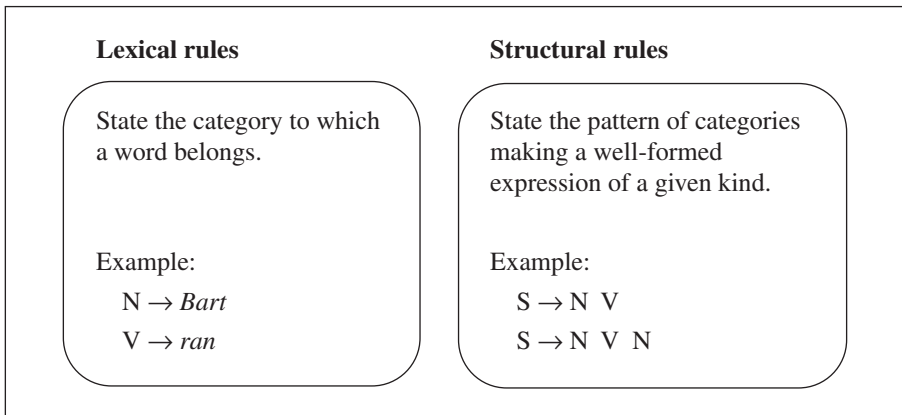 Lexical rules
State the category to which
a word belongs.
Example:
N → Bart
V → ran
Structural rules
State the pattern of categories
making a well-formed
expression of a given kind.
Example:
S → N V
S → N V N